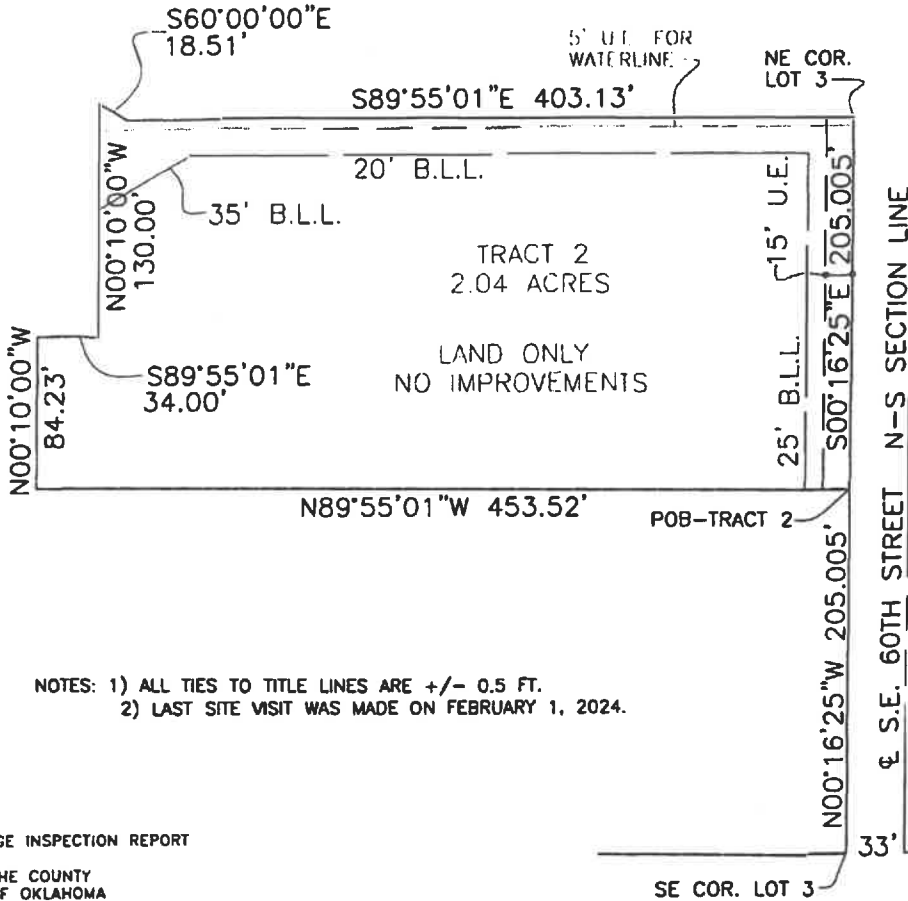 S60°00'00"E
18.51'
5' U.E. FOR
WATERLINE
NE COR.
LOT 3
S89°55'01"E 403.13'
20' B.L.L.
35' B.L.L.
N00°10'00"W
130.00'
15' U.E.
S00°16'25"E 205.005'
TRACT 2
2.04 ACRES
LAND ONLY
NO IMPROVEMENTS
N00°10'00"W
84.23'
S89°55'01"E
34.00'
25' B.L.L.
N89°55'01"W 453.52'
POB-TRACT 2
℄ S.E. 60TH STREET N-S SECTION LINE
N00°16'25"W 205.005'
NOTES: 1) ALL TIES TO TITLE LINES ARE +/- 0.5 FT.
2) LAST SITE VISIT WAS MADE ON FEBRUARY 1, 2024.
GE INSPECTION REPORT
HE COUNTY
F OKLAHOMA
33'
SE COR. LOT 3